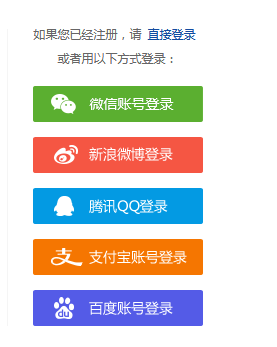 如果您已经注册，请 直接登录
或者用以下方式登录：
微信账号登录
新浪微博登录
腾讯QQ登录
支 支付宝账号登录
du 百度账号登录